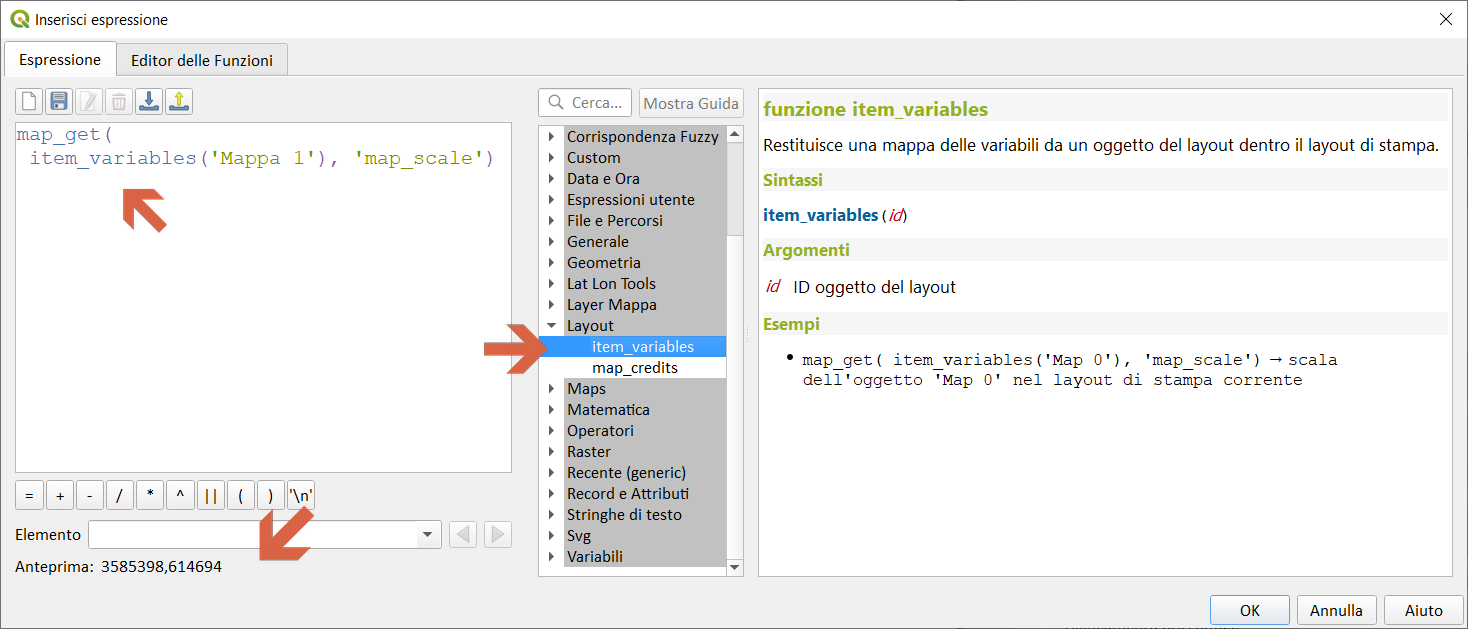 Inserisci espressione
Espressione
Editor delle Funzioni
map_get(
item_variables('Mappa 1'), 'map_scale')
= + - / * ^ || ( ) '\n'
Elemento
Anteprima: 3585398,614694
Cerca...
Mostra Guida
Corrispondenza Fuzzy
Custom
Data e Ora
Espressioni utente
File e Percorsi
Generale
Geometria
Lat Lon Tools
Layer Mappa
Layout
item_variables
map_credits
Maps
Matematica
Operatori
Raster
Recente (generic)
Record e Attributi
Stringhe di testo
Svg
Variabili
funzione item_variables
Restituisce una mappa delle variabili da un oggetto del layout dentro il layout di stampa.
Sintassi
item_variables(id)
Argomenti
id ID oggetto del layout
Esempi
• map_get( item_variables('Map 0'), 'map_scale') → scala
dell'oggetto 'Map 0' nel layout di stampa corrente
OK
Annulla
Aiuto